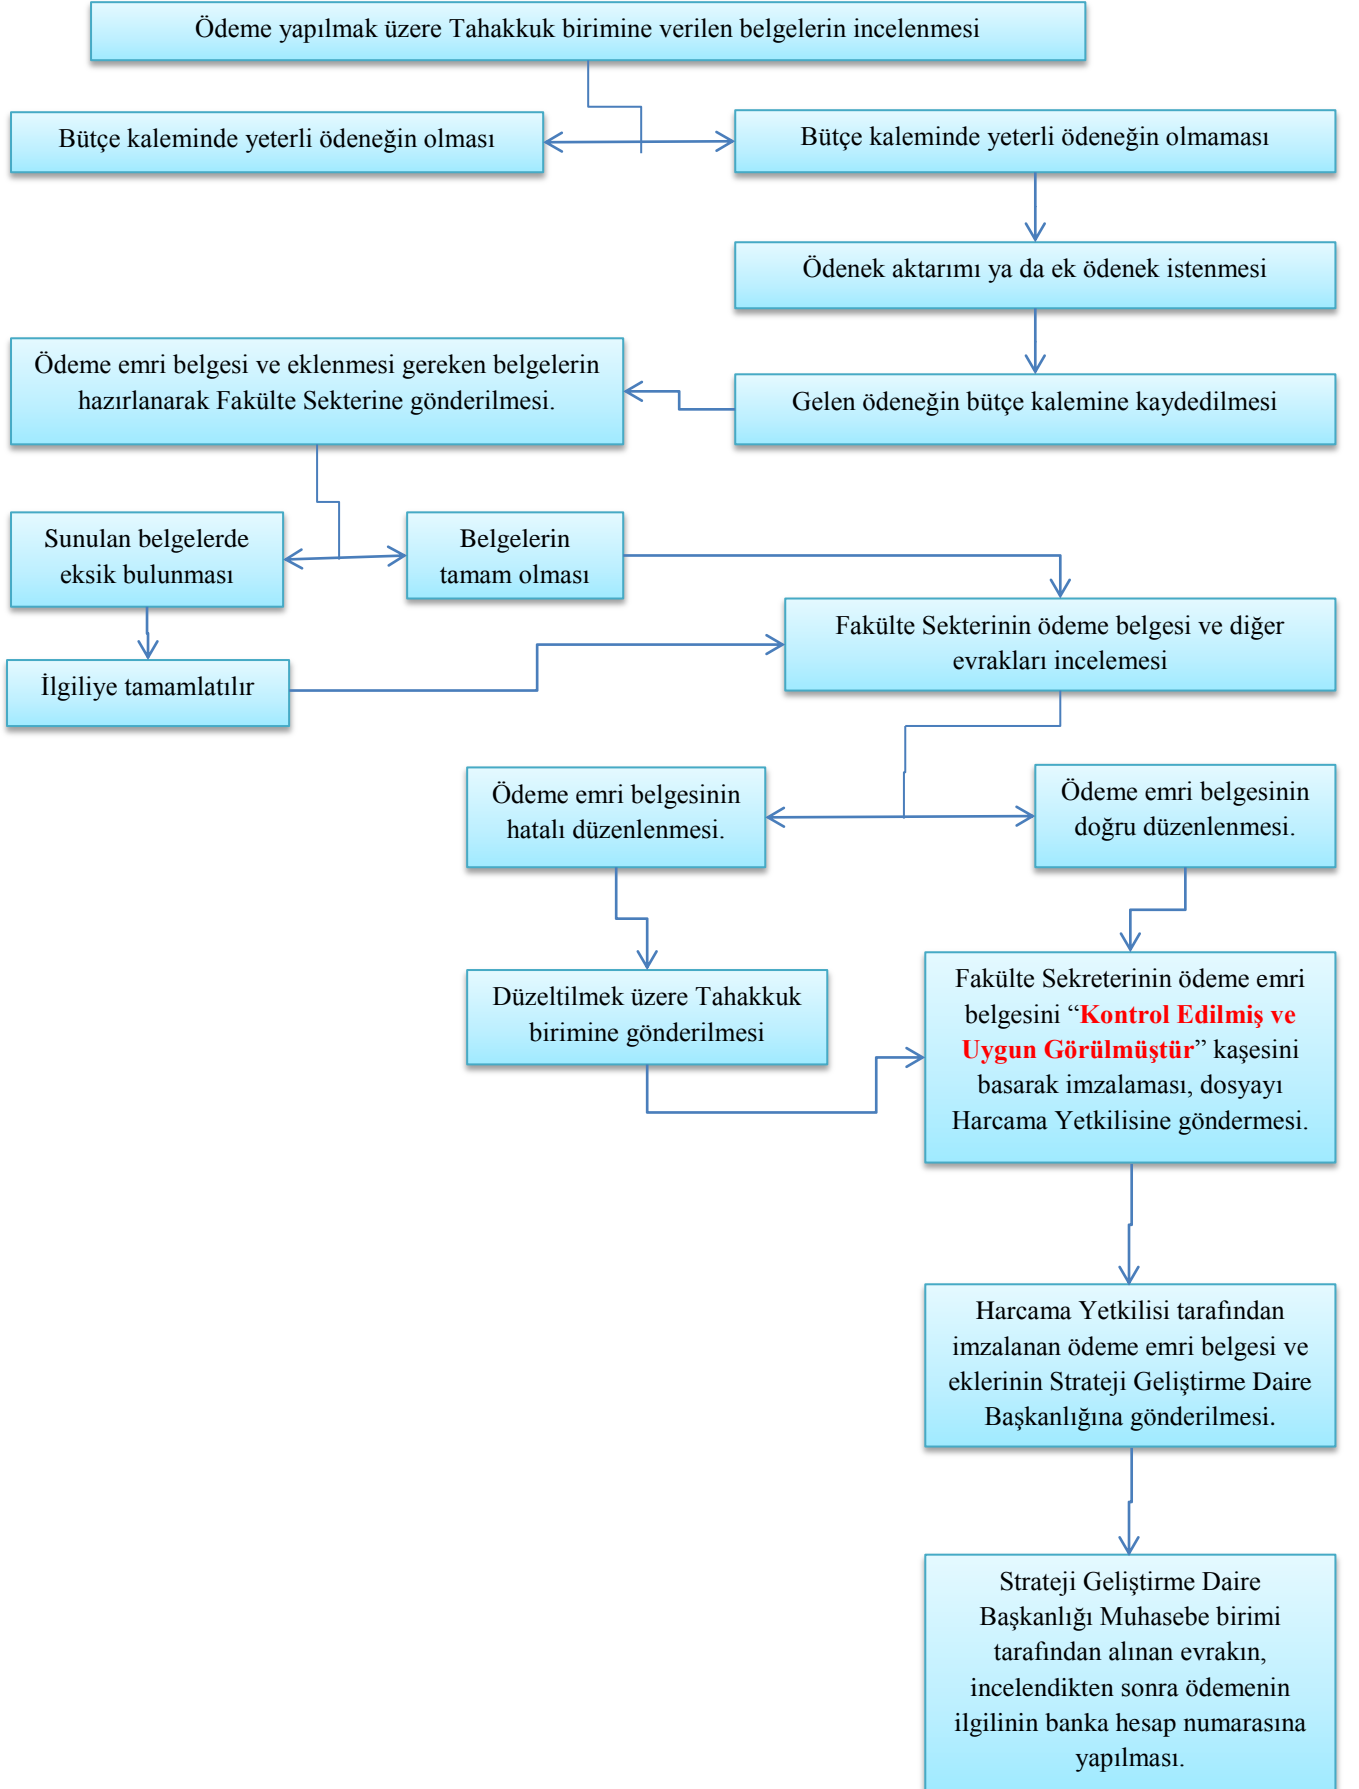 Ödeme yapılmak üzere Tahakkuk birimine verilen belgelerin incelenmesi
Bütçe kaleminde yeterli ödeneğin olması
Bütçe kaleminde yeterli ödeneğin olmaması
Ödenek aktarımı ya da ek ödenek istenmesi
Ödeme emri belgesi ve eklenmesi gereken belgelerin
hazırlanarak Fakülte Sekterine gönderilmesi.
Gelen ödeneğin bütçe kalemine kaydedilmesi
Sunulan belgelerde
eksik bulunması
Belgelerin
tamam olması
Fakülte Sekterinin ödeme belgesi ve diğer
evrakları incelemesi
İlgiliye tamamlatılır
Ödeme emri belgesinin
hatalı düzenlenmesi.
Ödeme emri belgesinin
doğru düzenlenmesi.
Düzeltilmek üzere Tahakkuk
birimine gönderilmesi
Fakülte Sekreterinin ödeme emri
belgesini “Kontrol Edilmiş ve
Uygun Görülmüştür” kaşesini
basarak imzalaması, dosyayı
Harcama Yetkilisine göndermesi.
Harcama Yetkilisi tarafından
imzalanan ödeme emri belgesi ve
eklerinin Strateji Geliştirme Daire
Başkanlığına gönderilmesi.
Strateji Geliştirme Daire
Başkanlığı Muhasebe birimi
tarafından alınan evrakın,
incelendikten sonra ödemenin
ilgilinin banka hesap numarasına
yapılması.